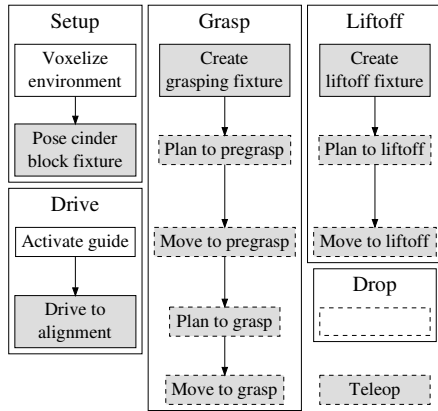 Setup
Voxelize
environment
Pose cinder
block fixture
Drive
Activate guide
Drive to
alignment
Grasp
Create
grasping fixture
Plan to pregrasp
Move to pregrasp
Plan to grasp
Move to grasp
Liftoff
Create
liftoff fixture
Plan to liftoff
Move to liftoff
Drop
Teleop